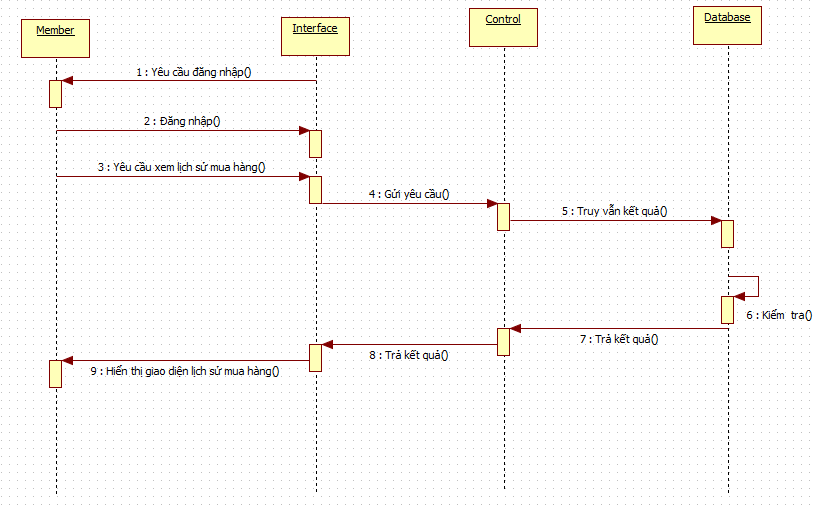 Member
Interface
Control
Database
1 : Yêu cầu đăng nhập()
2 : Đăng nhập()
3 : Yêu cầu xem lịch sử mua hàng()
4 : Gửi yêu cầu()
5 : Truy vẫn kết quả()
6 : Kiểm tra()
7 : Trả kết quả()
8 : Trả kết quả()
9 : Hiển thị giao diện lịch sử mua hàng()